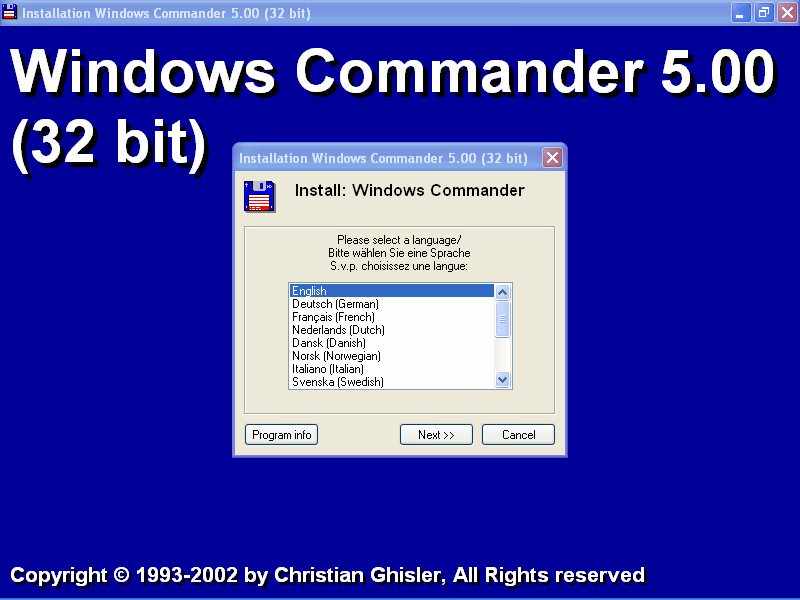 Installation Windows Commander 5.00 (32 bit)
Windows Commander 5.00
(32 bit)
Installation Windows Commander 5.00 (32 bit)
Install: Windows Commander
Please select a language/
Bitte wählen Sie eine Sprache
S.v.p. choisissez une langue:
English
Deutsch (German)
Français (French)
Nederlands (Dutch)
Dansk (Danish)
Norsk (Norwegian)
Italiano (Italian)
Svenska (Swedish)
Program info
Next >>
Cancel
Copyright © 1993-2002 by Christian Ghisler, All Rights reserved